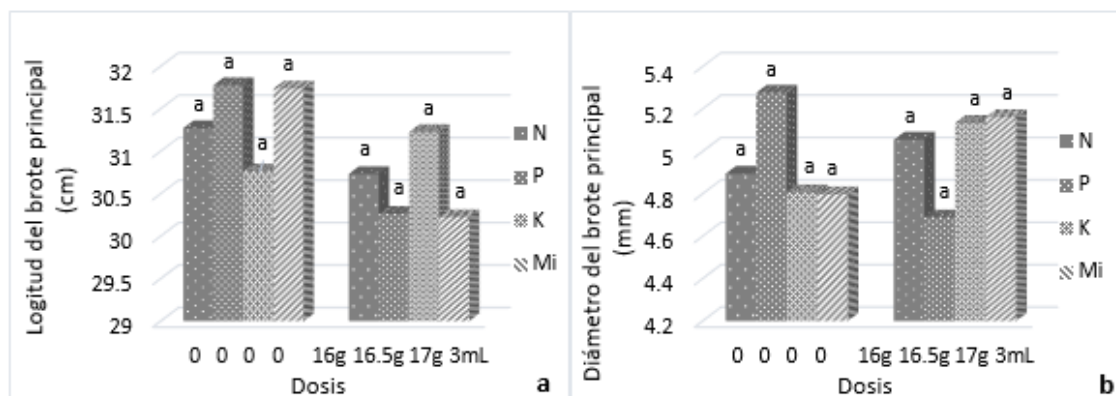 Logitud del brote principal
(cm)
32
31.5
31
30.5
30
29.5
29
a
a
a
a
a
a
a
a
0 0 0 0 16g 16.5g 17g 3mL
Dosis
N
P
K
Mi
a
Diámetro del brote principal
(mm)
5.4
5.2
5
4.8
4.6
4.4
4.2
a
a
a
a
a
a
a
a
0 0 0 0 16g 16.5g 17g 3mL
Dosis
N
P
K
Mi
b